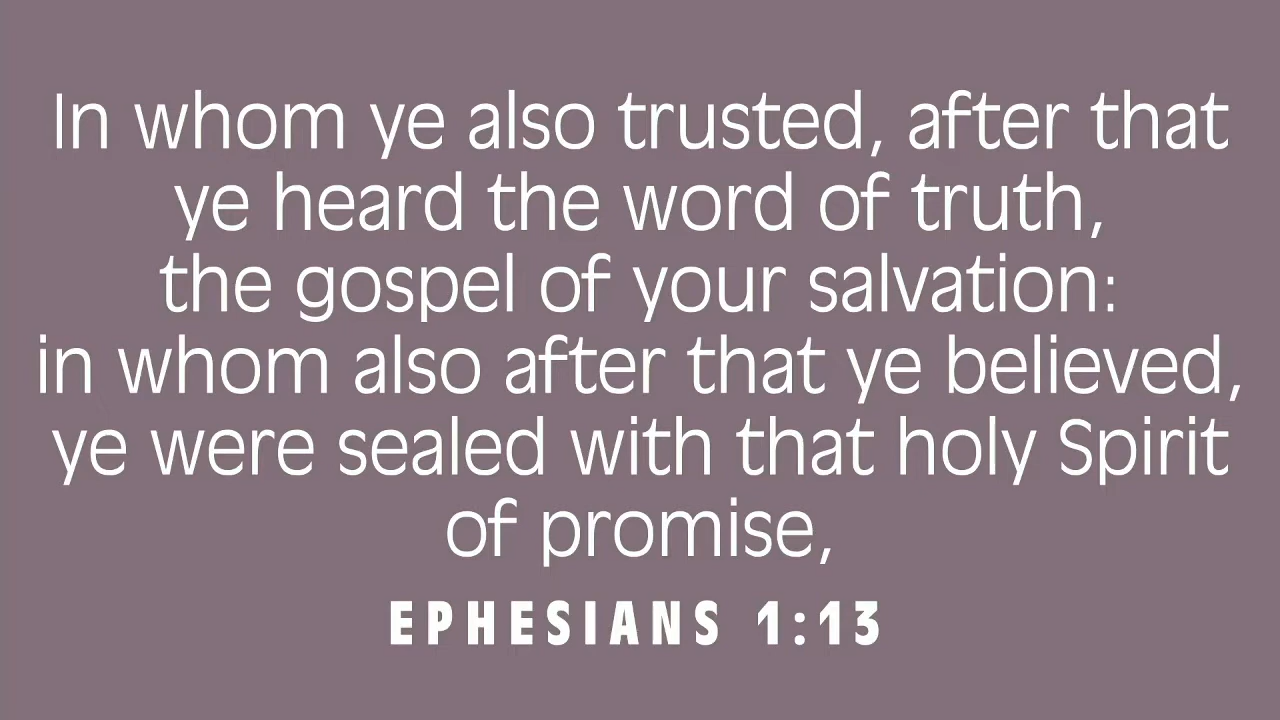 In whom ye also trusted, after that
ye heard the word of truth,
the gospel of your salvation:
in whom also after that ye believed,
ye were sealed with that holy Spirit
of promise,
EPHESIANS 1:13